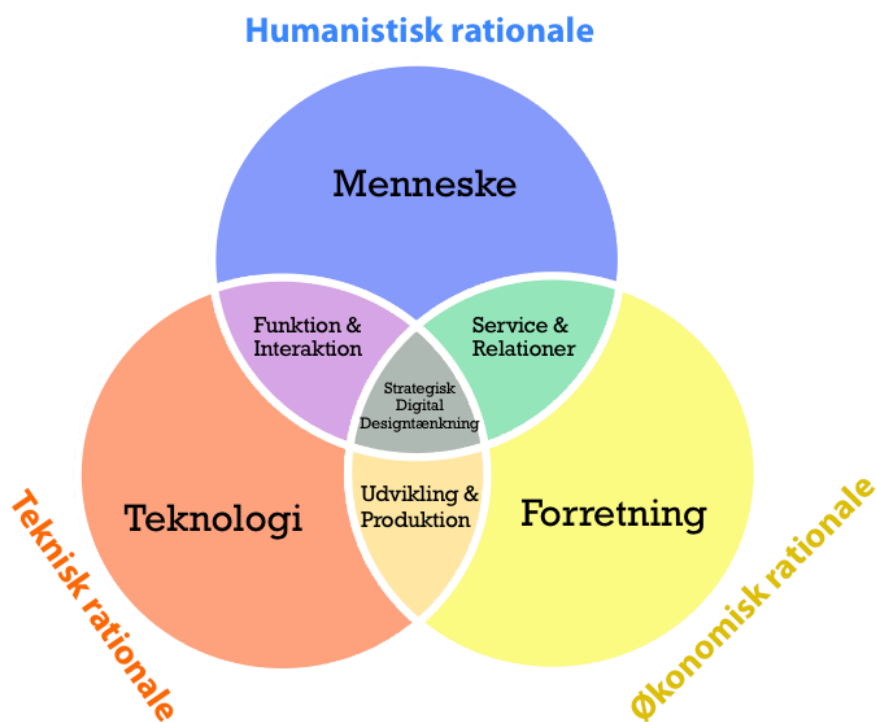 Humanistisk rationale
Menneske
Funktion &
Interaktion
Service &
Relationer
Strategisk
Digital
Designtænkning
Teknologi
Udvikling &
Produktion
Forretning
Teknisk rationale
Økonomisk rationale